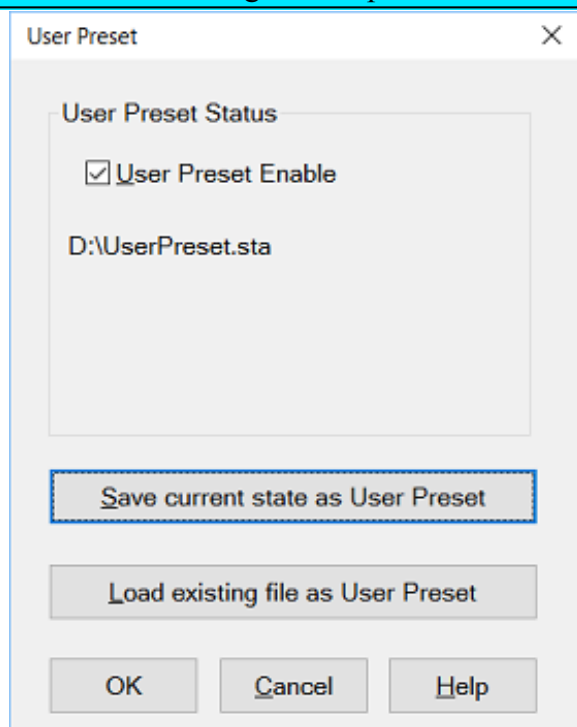 User Preset
User Preset Status
User Preset Enable
D:\UserPreset.sta
Save current state as User Preset
Load existing file as User Preset
OK
Cancel
Help